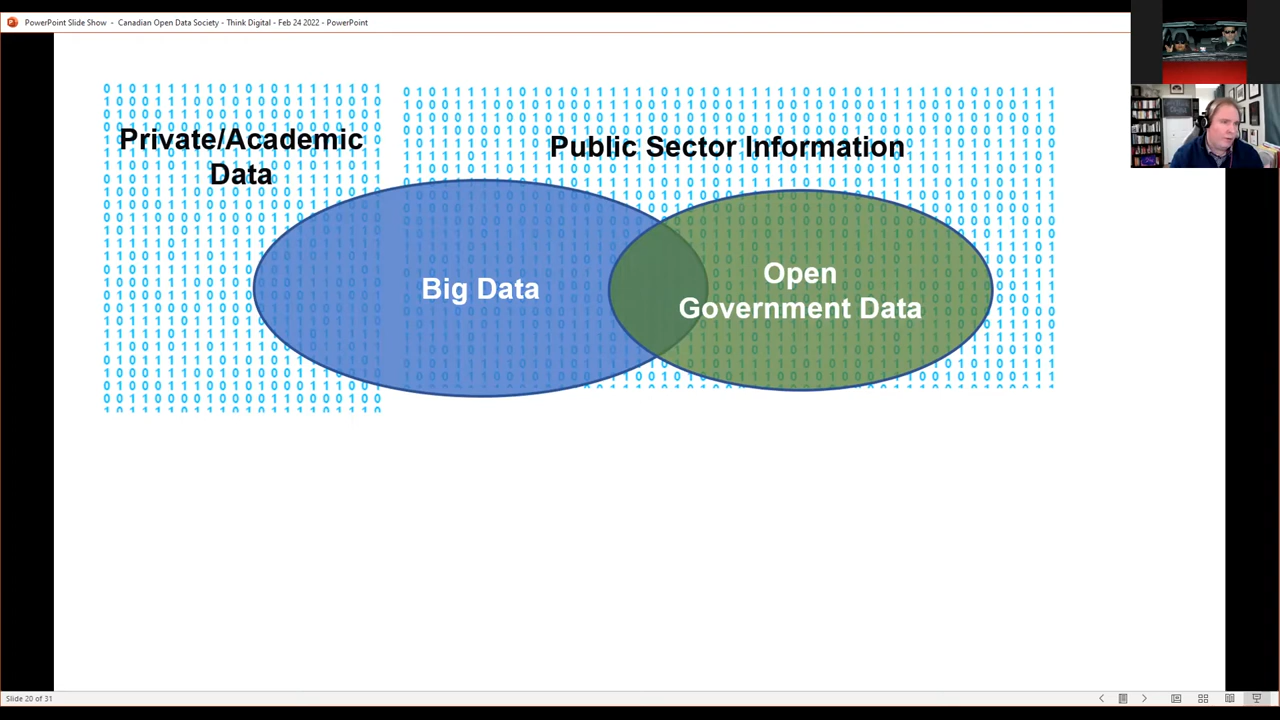 PowerPoint Slide Show - Canadian Open Data Society - Think Digital - Feb 24 2022 - PowerPoint
Private/Academic
Data
Public Sector Information
Big Data
Open
Government Data
Slide 20 of 31